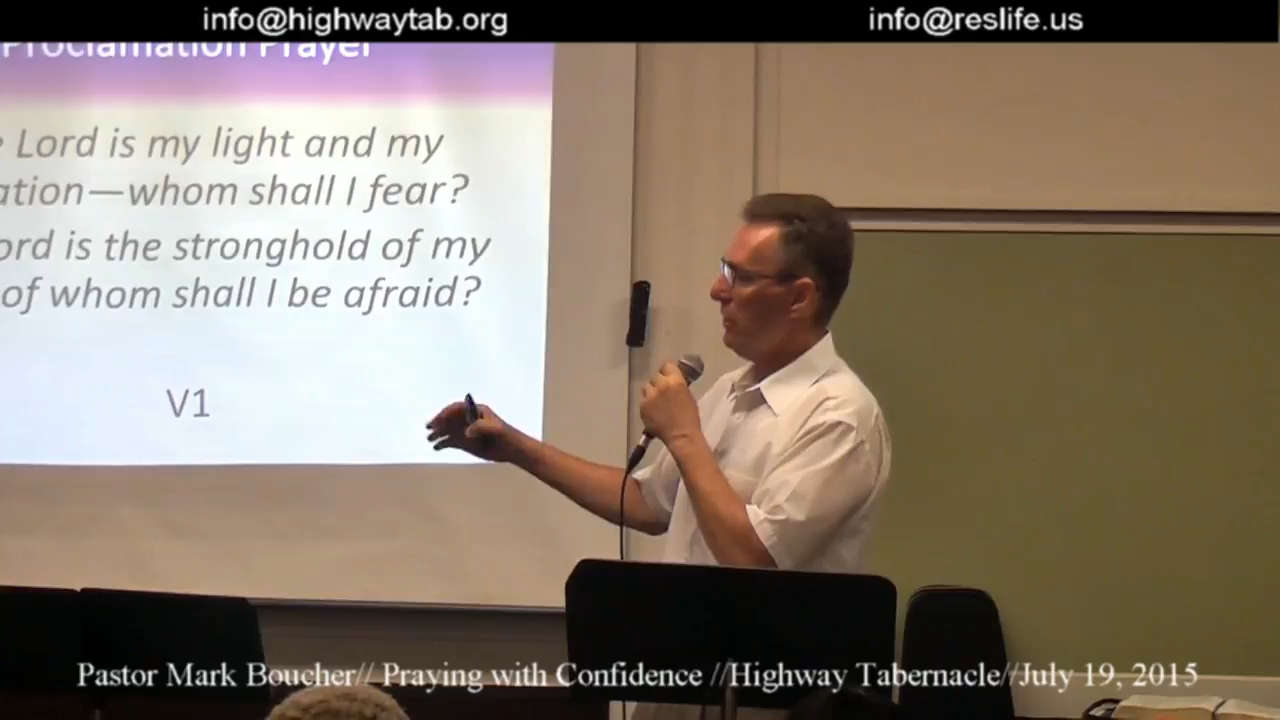 info@highwaytab.org info@reslife.us
Proclamation Prayer
Lord is my light and my
ation—whom shall I fear?
ord is the stronghold of my
of whom shall I be afraid?
V1
Pastor Mark Boucher// Praying with Confidence //Highway Tabernacle//July 19, 2015